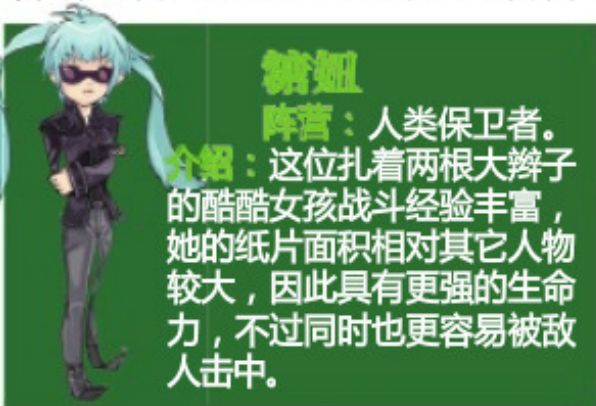 糖妞
阵营：人类保卫者。
介绍：这位扎着两根大辫子
的酷酷女孩战斗经验丰富，
她的纸片面积相对其它人物
较大，因此具有更强的生命
力，不过同时也更容易被敌
人击中。